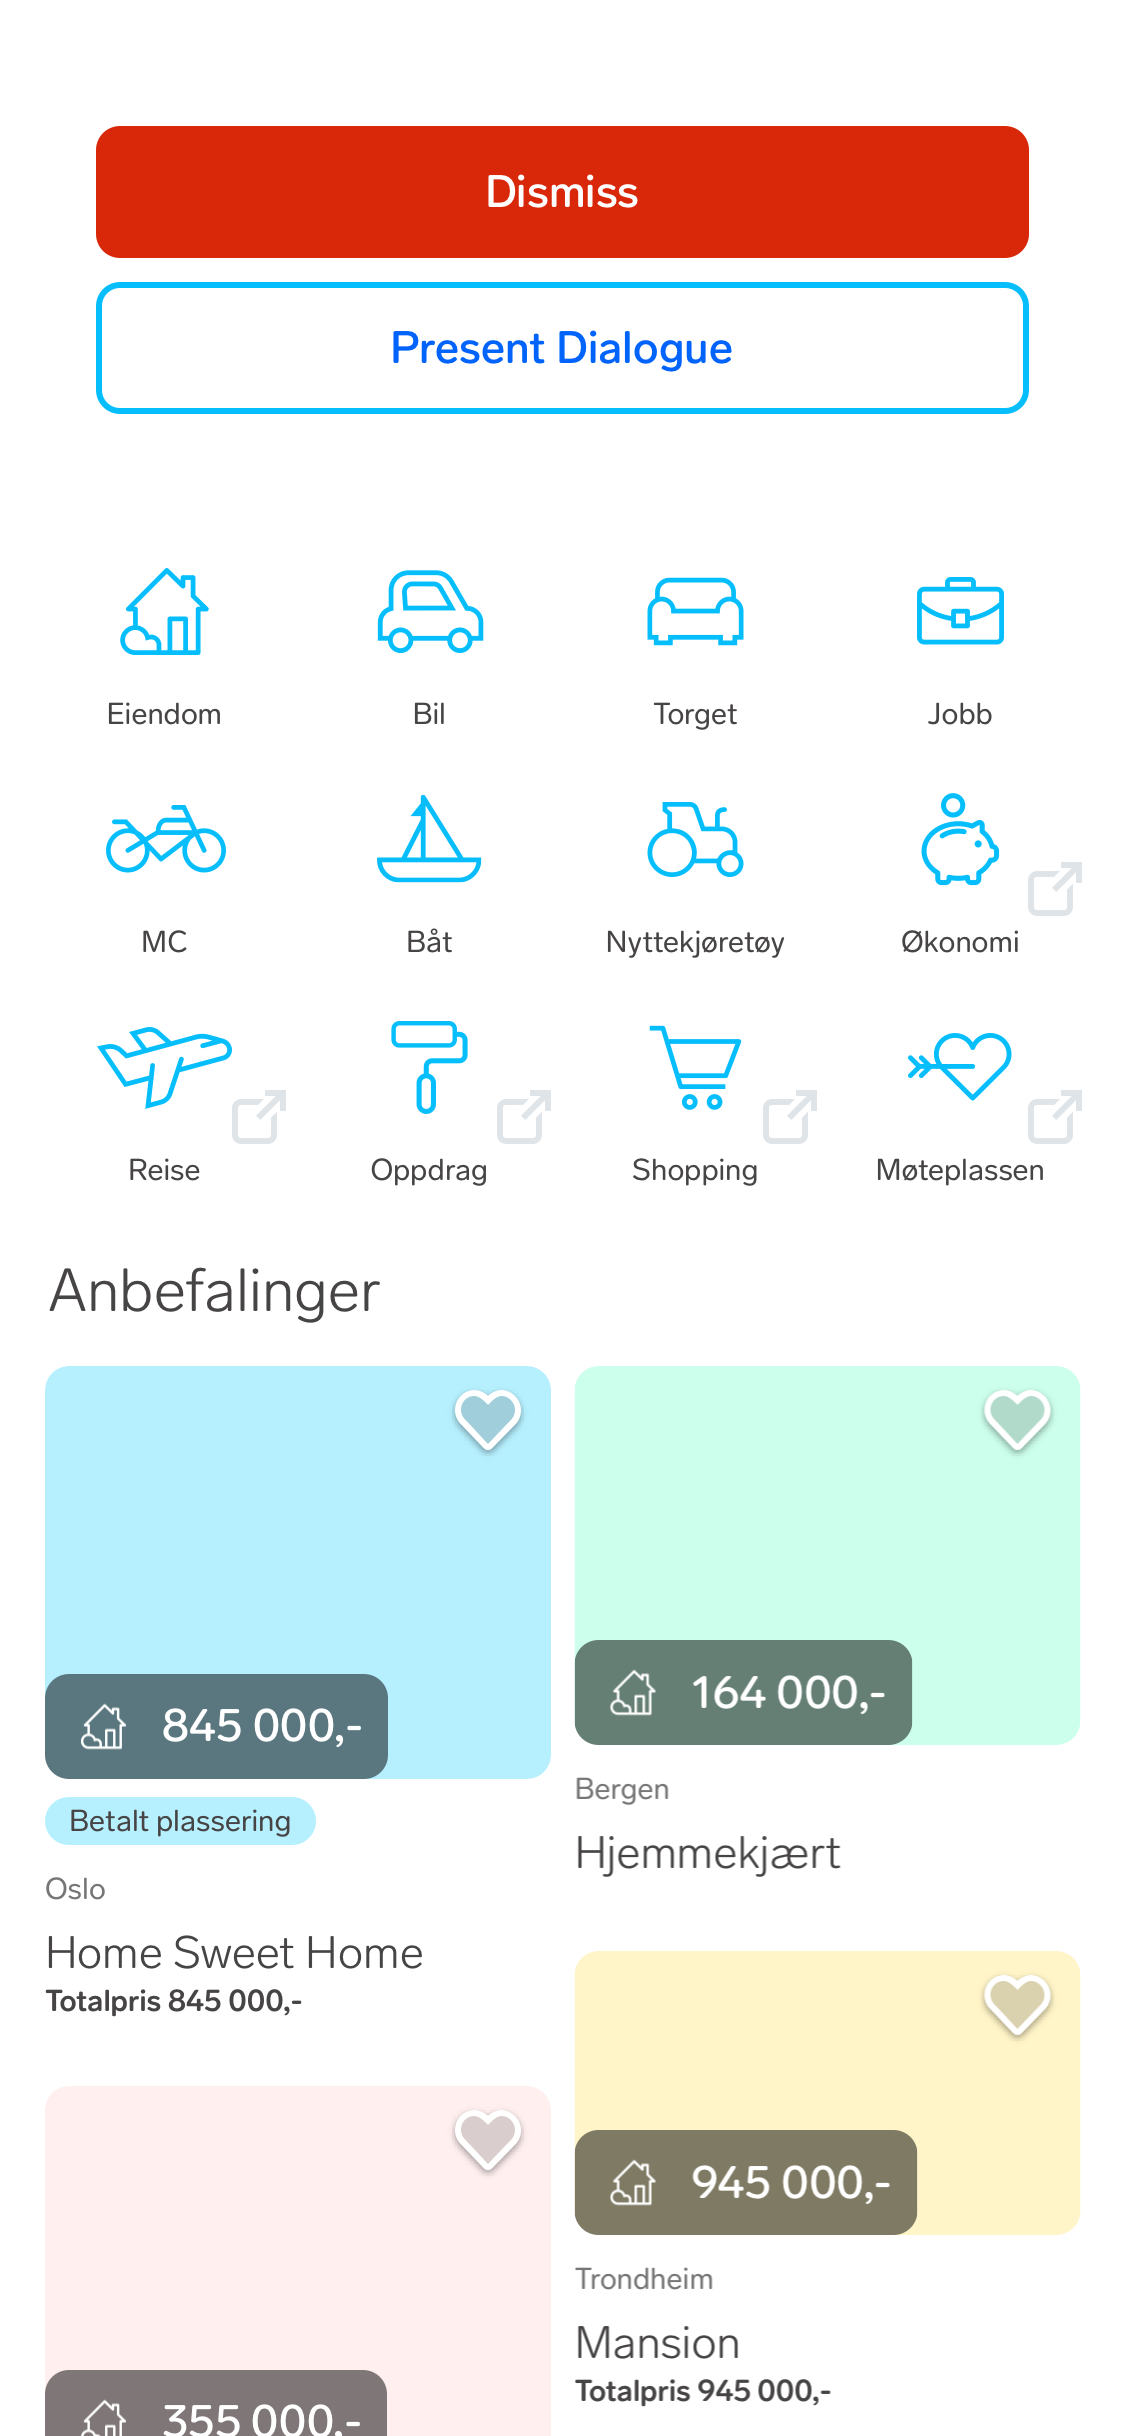 Dismiss
Present Dialogue
Eiendom
Bil
Torget
Jobb
MC
Båt
Nyttekjøretøy
Økonomi
Reise
Oppdrag
Shopping
Møteplassen
Anbefalinger
845 000,-
Betalt plassering
Oslo
Home Sweet Home
Totalpris 845 000,-
164 000,-
Bergen
Hjemmekjært
945 000,-
Trondheim
Mansion
Totalpris 945 000,-
355 000,-